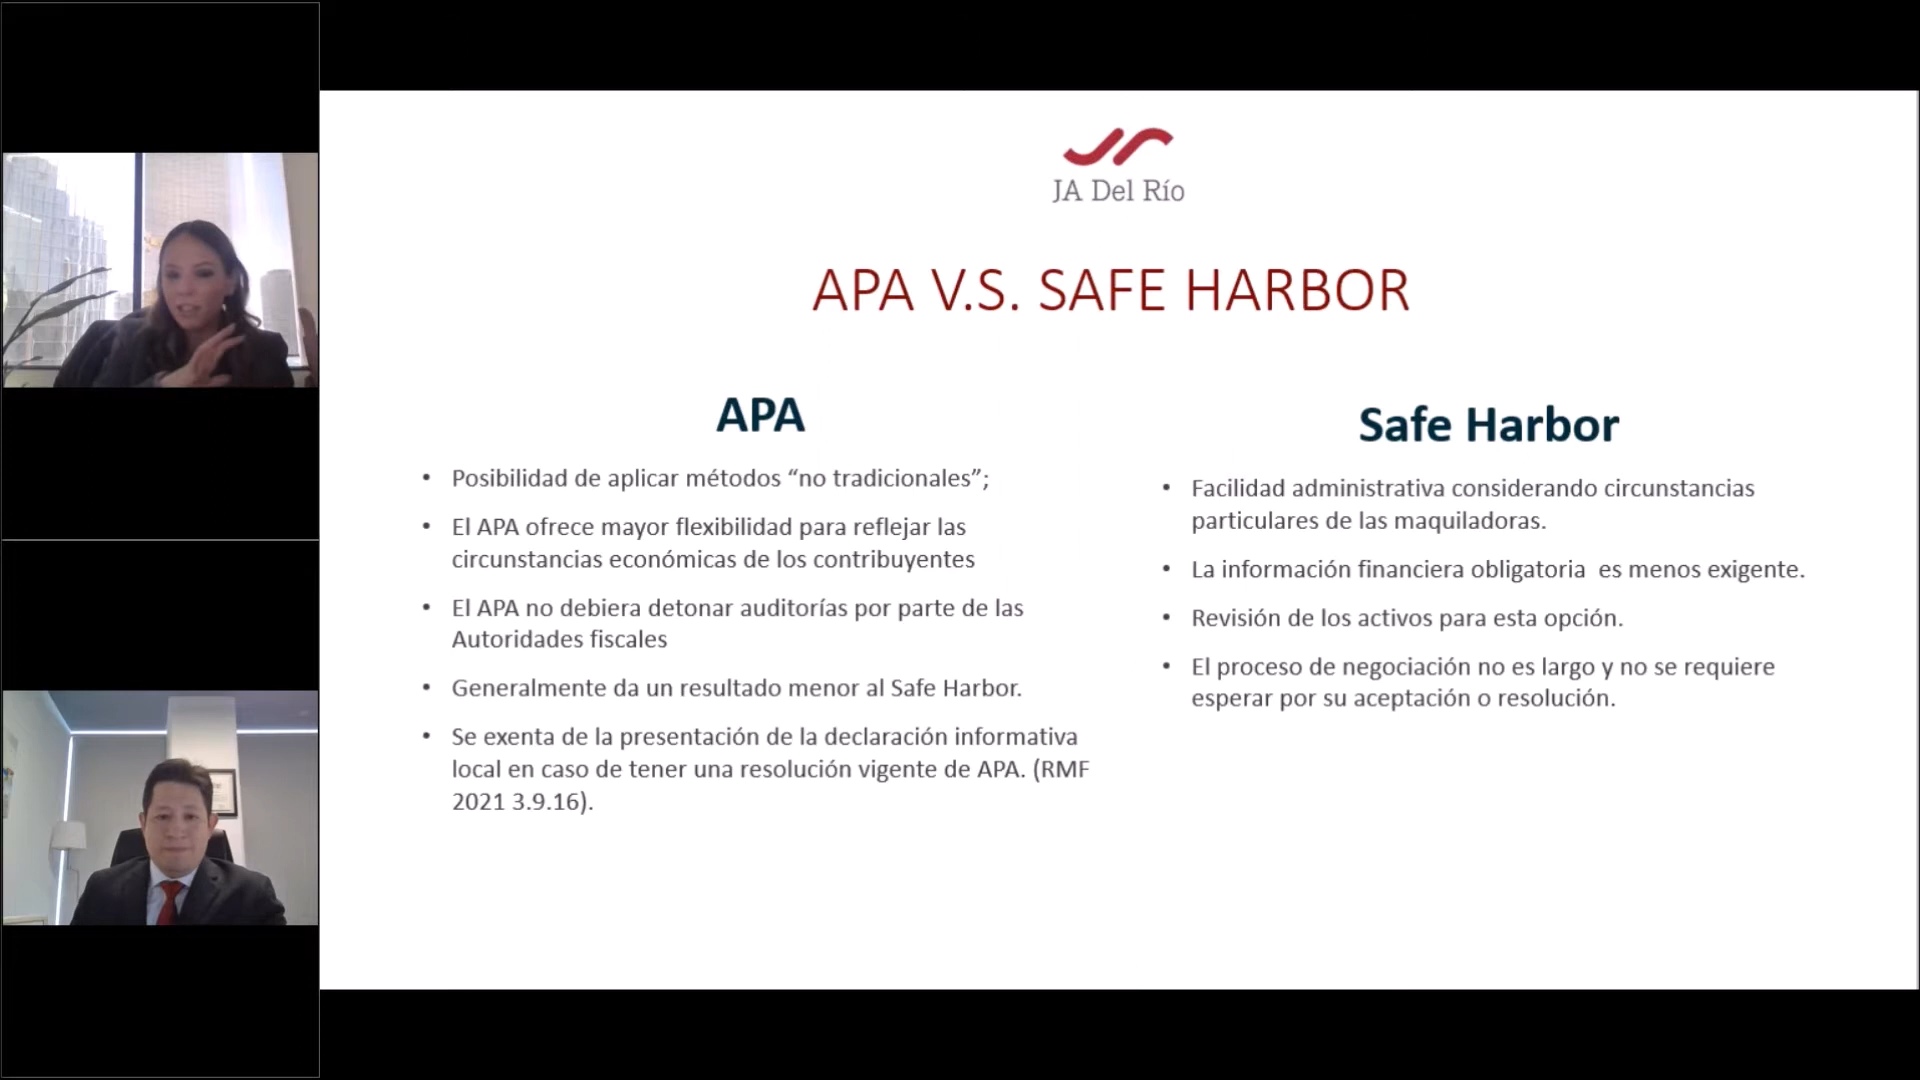 JA Del Río
APA V.S. SAFE HARBOR
APA
• Posibilidad de aplicar métodos “no tradicionales”;
• El APA ofrece mayor flexibilidad para reflejar las
circunstancias económicas de los contribuyentes
• El APA no debiera detonar auditorías por parte de las
Autoridades fiscales
• Generalmente da un resultado menor al Safe Harbor.
• Se exenta de la presentación de la declaración informativa
local en caso de tener una resolución vigente de APA. (RMF
2021 3.9.16).
Safe Harbor
• Facilidad administrativa considerando circunstancias
particulares de las maquiladoras.
• La información financiera obligatoria  es menos exigente.
• Revisión de los activos para esta opción.
• El proceso de negociación no es largo y no se requiere
esperar por su aceptación o resolución.